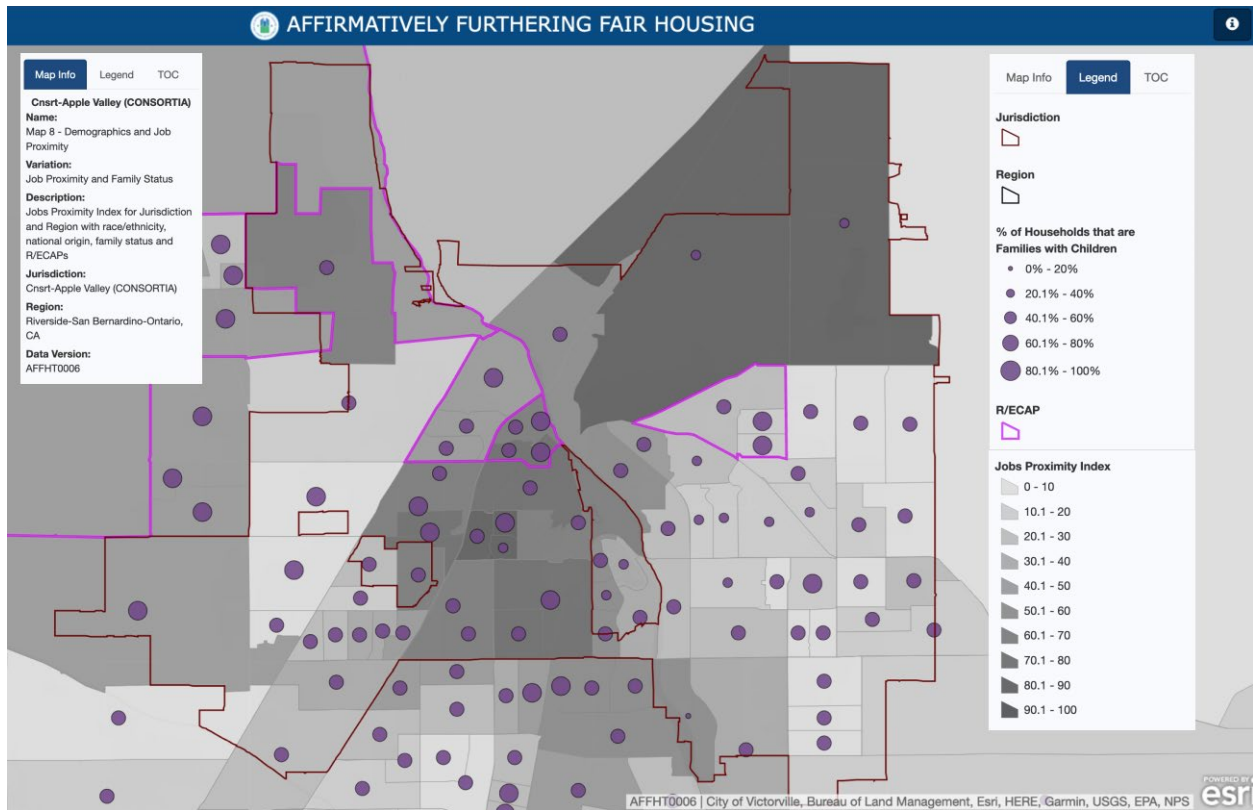 AFFIRMATIVELY FURTHERING FAIR HOUSING
Map Info Legend TOC
Cnsrt-Apple Valley (CONSORTIA)
Name:
Map 8 - Demographics and Job
Proximity
Variation:
Job Proximity and Family Status
Description:
Jobs Proximity Index for Jurisdiction
and Region with race/ethnicity,
national origin, family status and
R/ECAPs
Jurisdiction:
Cnsrt-Apple Valley (CONSORTIA)
Region:
Riverside-San Bernardino-Ontario,
CA
Data Version:
AFFHT0006
Map Info Legend TOC
Jurisdiction
Region
% of Households that are
Families with Children
0% - 20%
20.1% - 40%
40.1% - 60%
60.1% - 80%
80.1% - 100%
R/ECAP
Jobs Proximity Index
0 - 10
10.1 - 20
20.1 - 30
30.1 - 40
40.1 - 50
50.1 - 60
60.1 - 70
70.1 - 80
80.1 - 90
90.1 - 100
AFFHT0006 | City of Victorville, Bureau of Land Management, Esri, HERE, Garmin, USGS, EPA, NPS
POWERED BY
esri